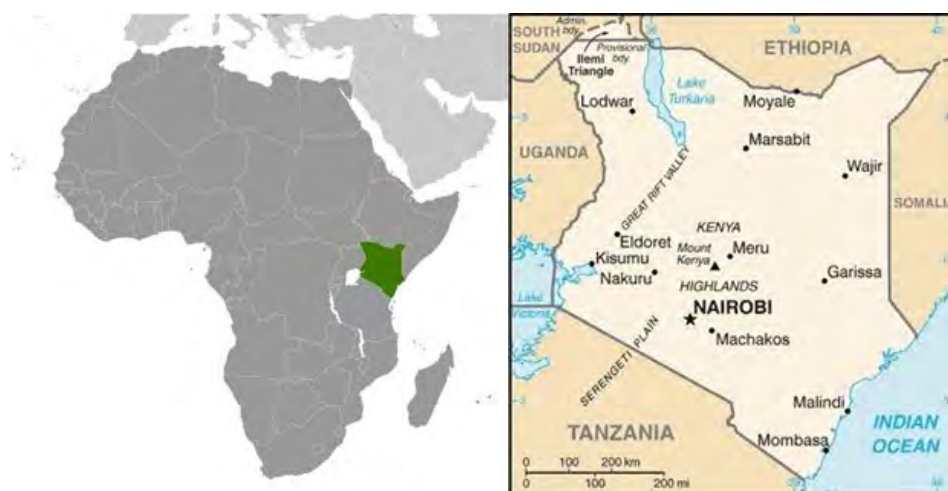 Admin.
bdy.
SOUTH
SUDAN
Provisional
bdy.
Ilemi
Triangle
ETHIOPIA
Lake
Turkana
Lodwar
Moyale
Marsabit
UGANDA
Wajir
SOMALIA
GREAT RIFT VALLEY
KENYA
Eldoret
Mount
Kenya
Meru
Kisumu
Nakuru
HIGHLANDS
Garissa
Lake
Victoria
NAIROBI
Machakos
SERENGETI PLAIN
Malindi
INDIAN
OCEAN
TANZANIA
Mombasa
0 100 200 km
0 100 200 mi